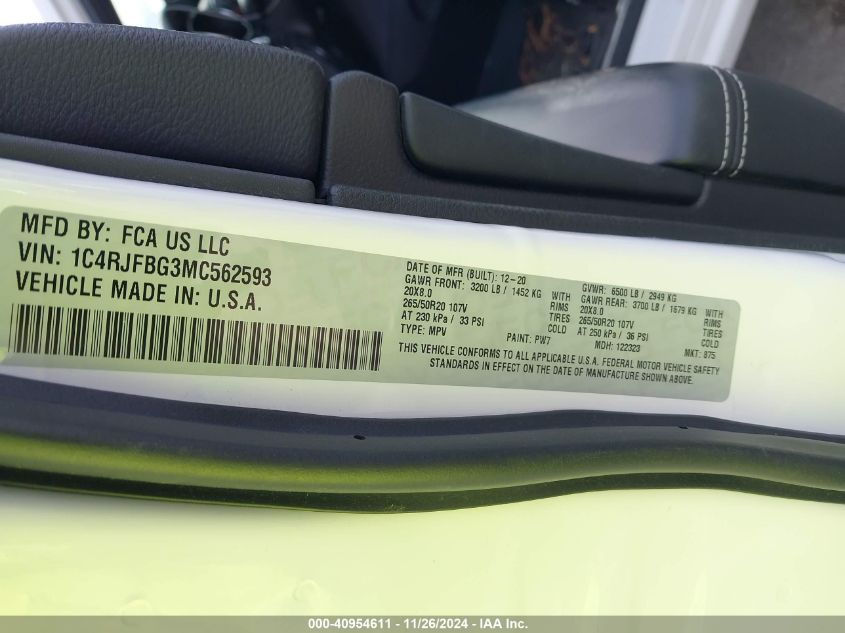 MFD BY: FCA US LLC
VIN: 1C4RJFBG3MC562593
VEHICLE MADE IN: U.S.A.
DATE OF MFR (BUILT): 12-20 GVWR: 6500 LB / 2949 KG
GAWR FRONT: 3200 LB / 1452 KG WITH GAWR REAR: 3700 LB / 1679 KG WITH
20X8.0 RIMS 20X8.0 RIMS
265/50R20 107V TIRES 265/50R20 107V TIRES
AT 230 kPa / 33 PSI COLD AT 250 kPa / 36 PSI COLD
TYPE: MPV PAINT: PW7 MDH: 122323 MKT: 875
THIS VEHICLE CONFORMS TO ALL APPLICABLE U.S.A. FEDERAL MOTOR VEHICLE SAFETY
STANDARDS IN EFFECT ON THE DATE OF MANUFACTURE SHOWN ABOVE.
000-40954611 - 11/26/2024 - IAA Inc.